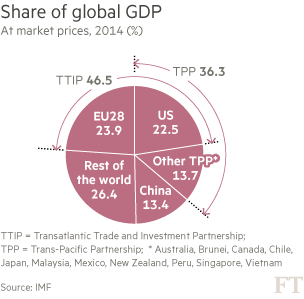 Share of global GDP
At market prices, 2014 (%)
TTIP 46.5
TPP 36.3
EU28
23.9
US
22.5
Other TPP*
13.7
Rest of
the world
26.4
China
13.4
TTIP = Transatlantic Trade and Investment Partnership;
TPP = Trans-Pacific Partnership; * Australia, Brunei, Canada, Chile,
Japan, Malaysia, Mexico, New Zealand, Peru, Singapore, Vietnam
Source: IMF
FT